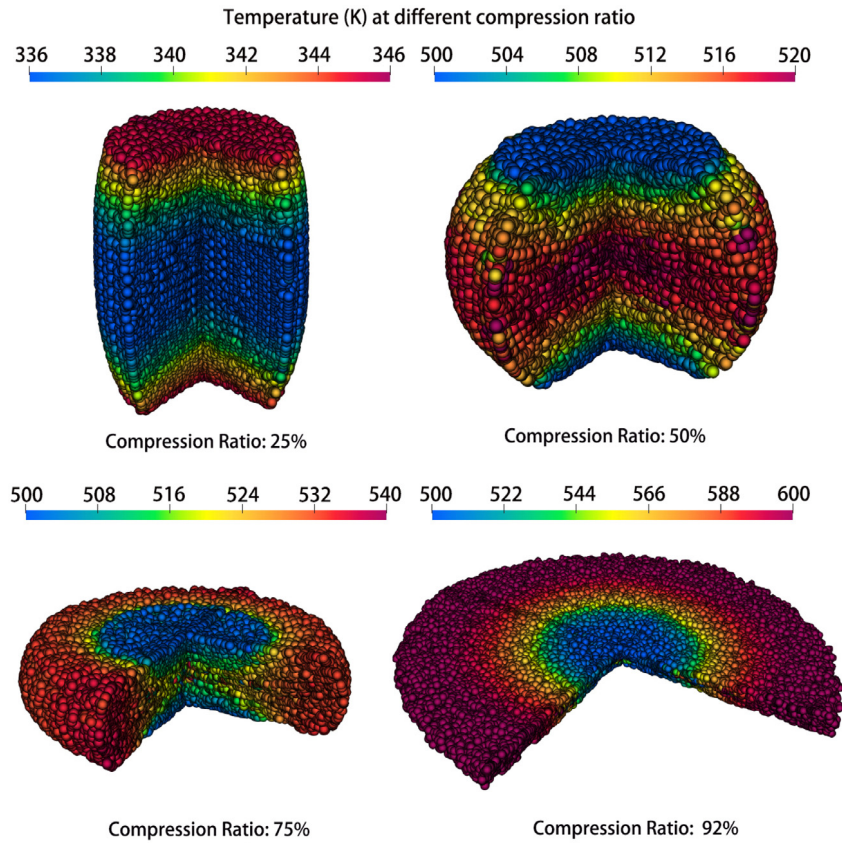 Temperature (K) at different compression ratio
336 338 340 342 344 346
500 504 508 512 516 520
Compression Ratio: 25%
Compression Ratio: 50%
500 508 516 524 532 540
500 522 544 566 588 600
Compression Ratio: 75%
Compression Ratio: 92%